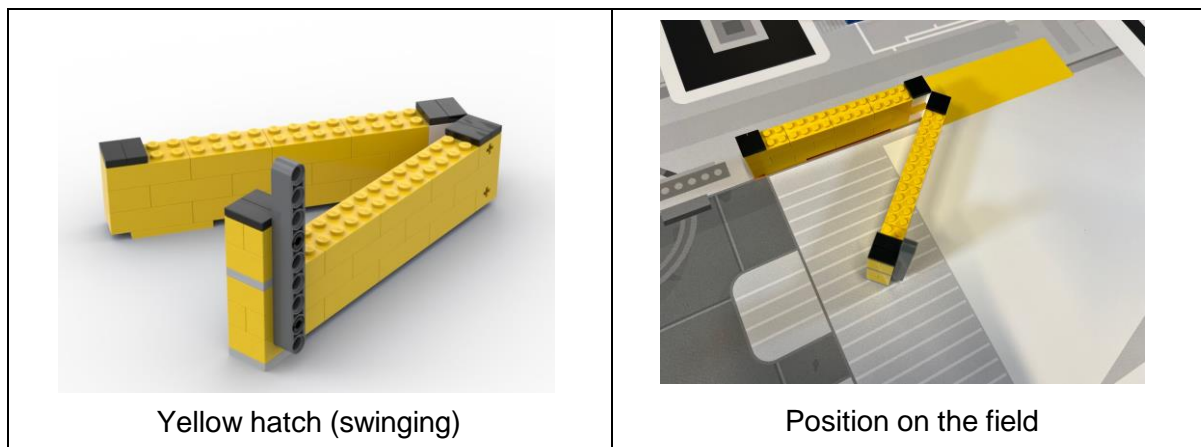 Yellow hatch (swinging)
Position on the field